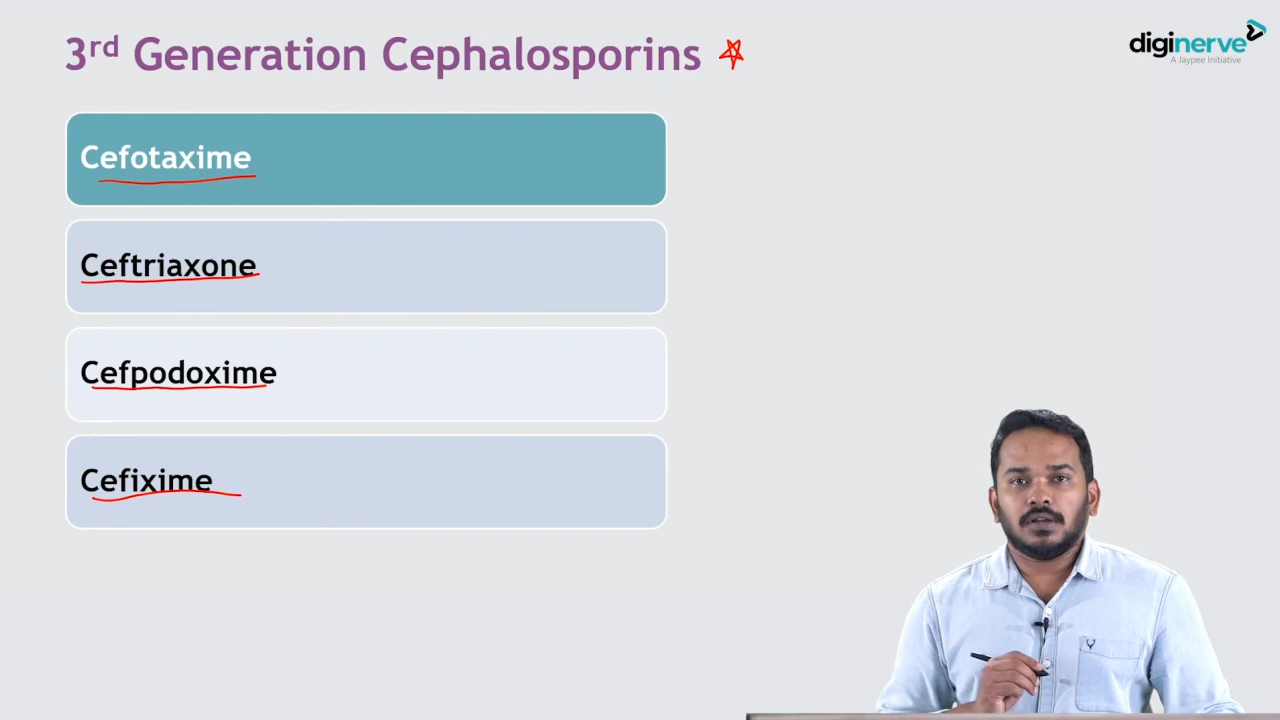 3rd Generation Cephalosporins
diginerve
A Jaypee Initiative
Cefotaxime
Ceftriaxone
Cefpodoxime
Cefixime